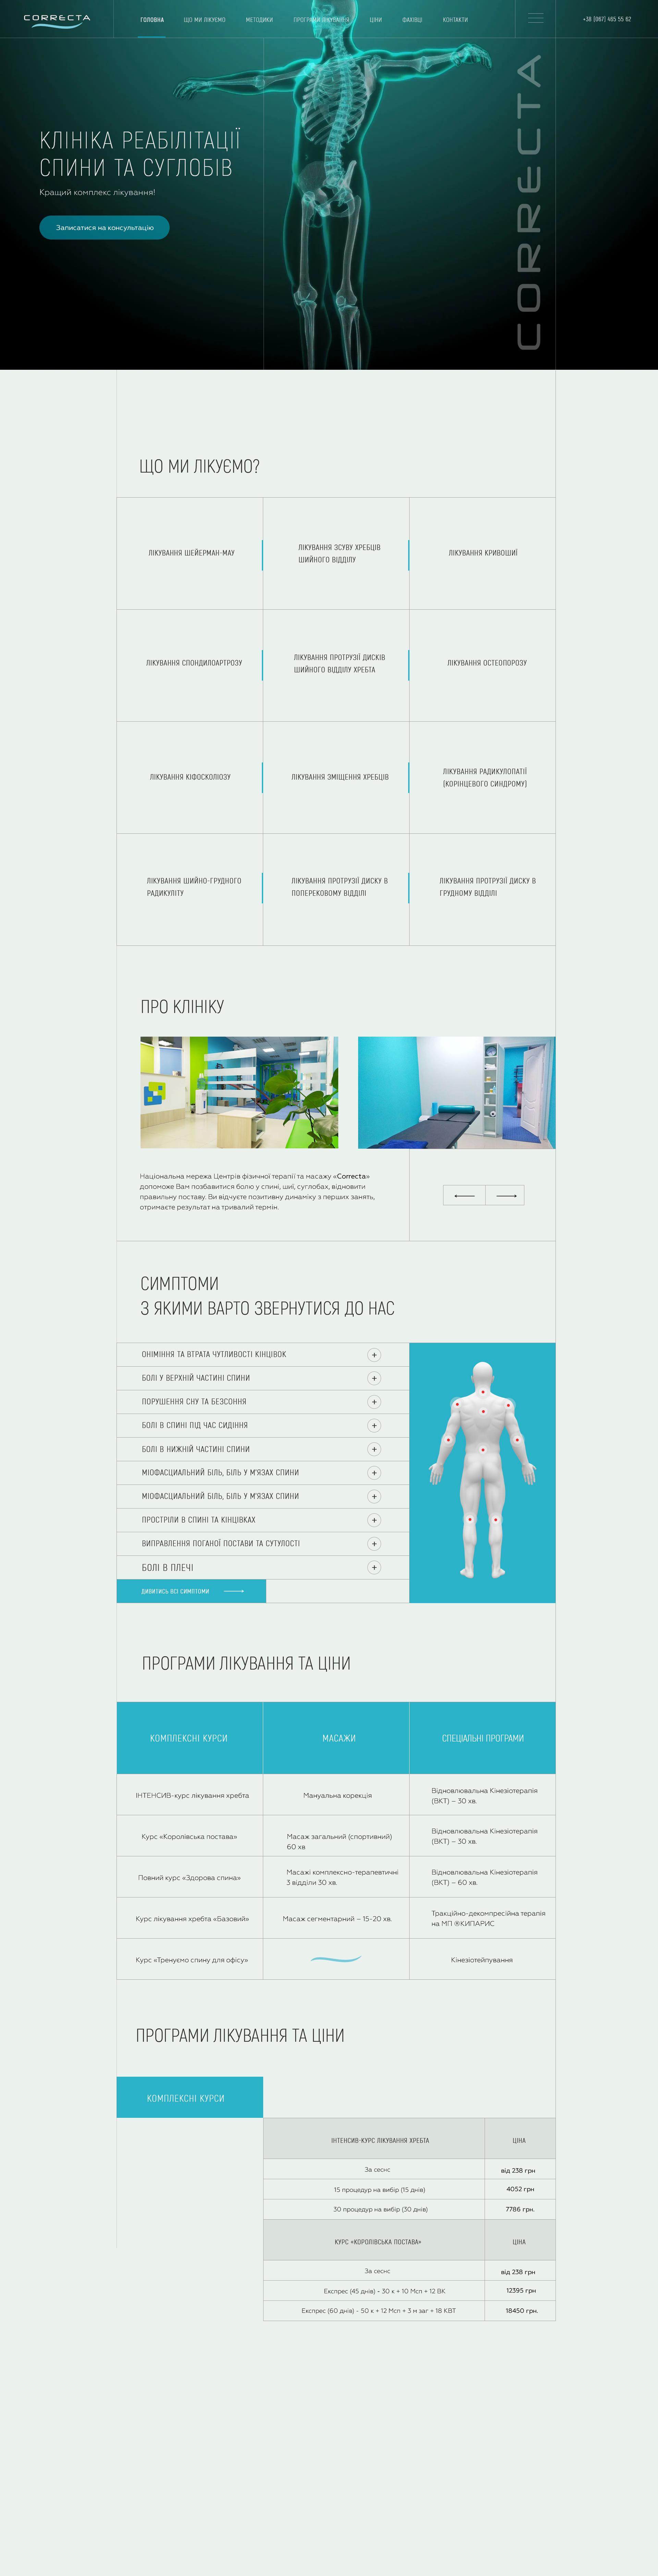 CORRECTA
ГОЛОВНА
ЩО МИ ЛІКУЄМО
МЕТОДИКИ
ПРОГРАМИ ЛІКУВАННЯ
ЦІНИ
ФАХІВЦІ
КОНТАКТИ
+38 (067) 465 55 62
КЛІНІКА РЕАБІЛІТАЦІЇ
СПИНИ ТА СУГЛОБІВ
Кращий комплекс лікування!
Записатися на консультацію
CORRECTA
ЩО МИ ЛІКУЄМО?
ЛІКУВАННЯ ШЕЙЕРМАН-МАУ
ЛІКУВАННЯ ЗСУВУ ХРЕБЦІВ
ШИЙНОГО ВІДДІЛУ
ЛІКУВАННЯ КРИВОШИЇ
ЛІКУВАННЯ СПОНДИЛОАРТРОЗУ
ЛІКУВАННЯ ПРОТРУЗІЇ ДИСКІВ
ШИЙНОГО ВІДДІЛУ ХРЕБТА
ЛІКУВАННЯ ОСТЕОПОРОЗУ
ЛІКУВАННЯ КІФОСКОЛІОЗУ
ЛІКУВАННЯ ЗМІЩЕННЯ ХРЕБЦІВ
ЛІКУВАННЯ РАДИКУЛОПАТІЇ
(КОРІНЦЕВОГО СИНДРОМУ)
ЛІКУВАННЯ ШИЙНО-ГРУДНОГО
РАДИКУЛІТУ
ЛІКУВАННЯ ПРОТРУЗІЇ ДИСКУ В
ПОПЕРЕКОВОМУ ВІДДІЛІ
ЛІКУВАННЯ ПРОТРУЗІЇ ДИСКУ В
ГРУДНОМУ ВІДДІЛІ
ПРО КЛІНІКУ
Національна мережа Центрів фізичної терапії та масажу «Correcta»
допоможе Вам позбавитися болю у спині, шиї, суглобах, відновити
правильну поставу. Ви відчуєте позитивну динаміку з перших занять,
отримаєте результат на тривалий термін.
СИМПТОМИ
З ЯКИМИ ВАРТО ЗВЕРНУТИСЯ ДО НАС
ОНІМІННЯ ТА ВТРАТА ЧУТЛИВОСТІ КІНЦІВОК
БОЛІ У ВЕРХНІЙ ЧАСТИНІ СПИНИ
ПОРУШЕННЯ СНУ ТА БЕЗСОННЯ
БОЛІ В СПИНІ ПІД ЧАС СИДІННЯ
БОЛІ В НИЖНІЙ ЧАСТИНІ СПИНИ
МІОФАСЦИАЛЬНИЙ БІЛЬ, БІЛЬ У М'ЯЗАХ СПИНИ
МІОФАСЦИАЛЬНИЙ БІЛЬ, БІЛЬ У М'ЯЗАХ СПИНИ
ПРОСТРІЛИ В СПИНІ ТА КІНЦІВКАХ
ВИПРАВЛЕННЯ ПОГАНОЇ ПОСТАВИ ТА СУТУЛОСТІ
БОЛІ В ПЛЕЧІ
ДИВИТИСЬ ВСІ СИМПТОМИ
ПРОГРАМИ ЛІКУВАННЯ ТА ЦІНИ
КОМПЛЕКСНІ КУРСИ
МАСАЖИ
СПЕЦІАЛЬНІ ПРОГРАМИ
ІНТЕНСИВ-курс лікування хребта
Мануальна корекція
Відновлювальна Кінезіотерапія
(ВКТ) – 30 хв.
Курс «Королівська постава»
Масаж загальний (спортивний)
60 хв
Відновлювальна Кінезіотерапія
(ВКТ) – 30 хв.
Повний курс «Здорова спина»
Масажі комплексно-терапевтичні
3 відділи 30 хв.
Відновлювальна Кінезіотерапія
(ВКТ) – 60 хв.
Курс лікування хребта «Базовий»
Масаж сегментарний – 15-20 хв.
Тракційно-декомпресійна терапія
на МП ®КИПАРИС
Курс «Тренуємо спину для офісу»
Кінезіотейпування
ПРОГРАМИ ЛІКУВАННЯ ТА ЦІНИ
КОМПЛЕКСНІ КУРСИ
ІНТЕНСИВ-КУРС ЛІКУВАННЯ ХРЕБТА
ЦІНА
За сеснс
від 238 грн
15 процедур на вибір (15 днів)
4052 грн
30 процедур на вибір (30 днів)
7786 грн.
КУРС «КОРОЛІВСЬКА ПОСТАВА»
ЦІНА
За сеснс
від 238 грн
Експрес (45 днів) - 30 к + 10 Мсп + 12 ВК
12395 грн
Експрес (60 днів) - 50 к + 12 Мсп + 3 м заг + 18 КВТ
18450 грн.